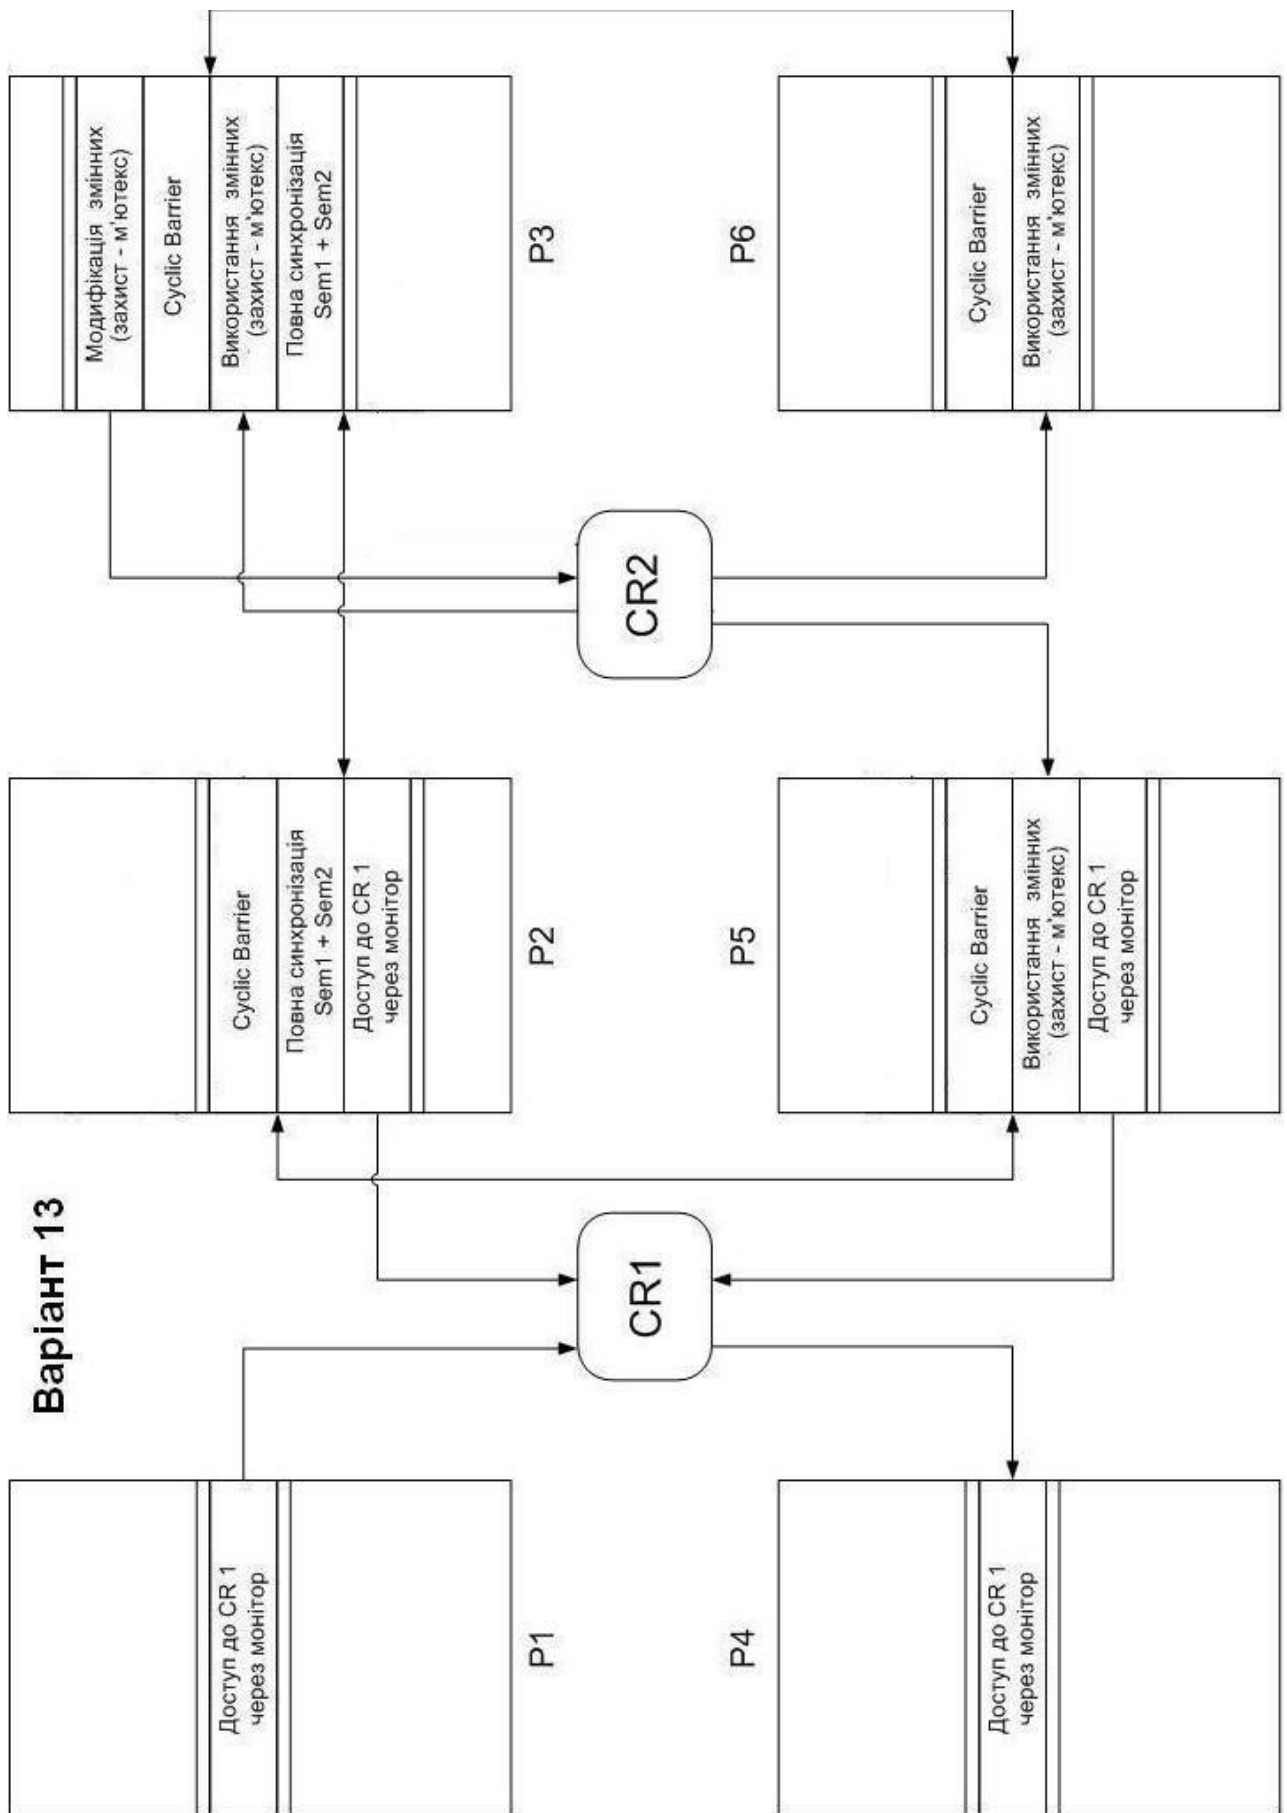 Варіант 13
Доступ до CR 1
через монітор
P1
Cyclic Barrier
Повна синхронізація
Sem1 + Sem2
Доступ до CR 1
через монітор
P2
Модифікація змінних
(захист - м'ютекс)
Cyclic Barrier
Використання змінних
(захист - м'ютекс)
Повна синхронізація
Sem1 + Sem2
P3
CR1
CR2
P4
Доступ до CR 1
через монітор
P5
Cyclic Barrier
Використання змінних
(захист - м'ютекс)
Доступ до CR 1
через монітор
P6
Cyclic Barrier
Використання змінних
(захист - м'ютекс)